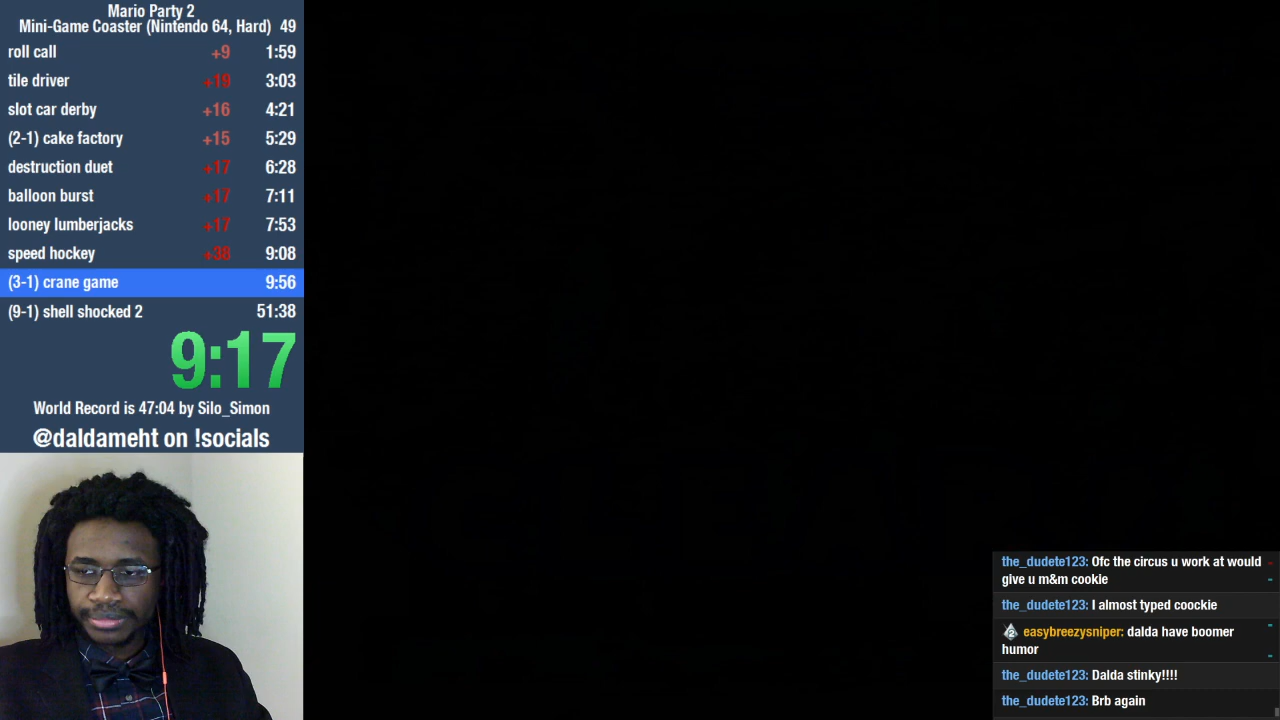 Mario Party 2
Mini-Game Coaster (Nintendo 64, Hard) 49
roll call +9 1:59
tile driver +19 3:03
slot car derby +16 4:21
(2-1) cake factory +15 5:29
destruction duet +17 6:28
balloon burst +17 7:11
looney lumberjacks +17 7:53
speed hockey +38 9:08
(3-1) crane game 9:56
(9-1) shell shocked 2 51:38
9:17
World Record is 47:04 by Silo_Simon
@daldameht on !socials
the_dudete123: Ofc the circus u work at would
give u m&m cookie
the_dudete123: I almost typed coockie
2 easybreezysniper: dalda have boomer
humor
the_dudete123: Dalda stinky!!!!
the_dudete123: Brb again